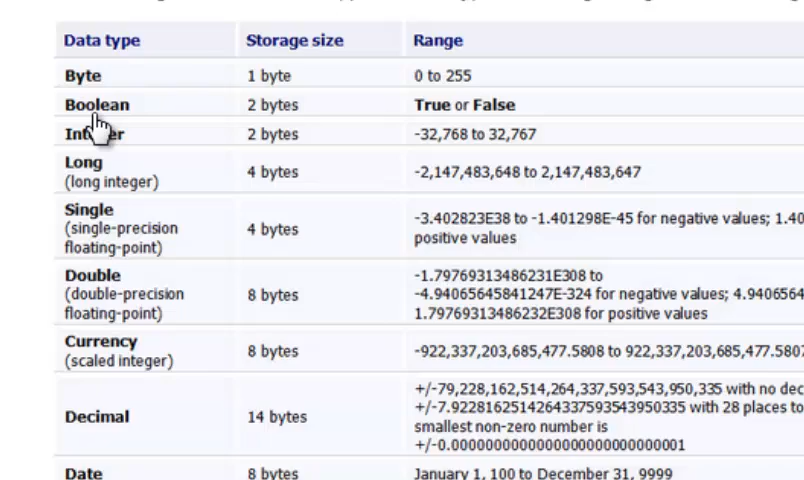 Data type Storage size Range
Byte 1 byte 0 to 255
Boolean 2 bytes True or False
2 bytes -32,768 to 32,767
Long
(long integer) 4 bytes -2,147,483,648 to 2,147,483,647
Single
(single-precision
floating-point) 4 bytes -3.402823E38 to -1.401298E-45 for negative values; 1.40
positive values
Double
(double-precision
floating-point) 8 bytes -1.79769313486231E308 to
-4.94065645841247E-324 for negative values; 4.9406564
1.79769313486232E308 for positive values
Currency
(scaled integer) 8 bytes -922,337,203,685,477.5808 to 922,337,203,685,477.5807
Decimal 14 bytes +/-79,228,162,514,264,337,593,543,950,335 with no dec
+/-7.9228162514264337593543950335 with 28 places to
smallest non-zero number is
+/-0.0000000000000000000000000001
Date 8 bytes January 1, 100 to December 31, 9999